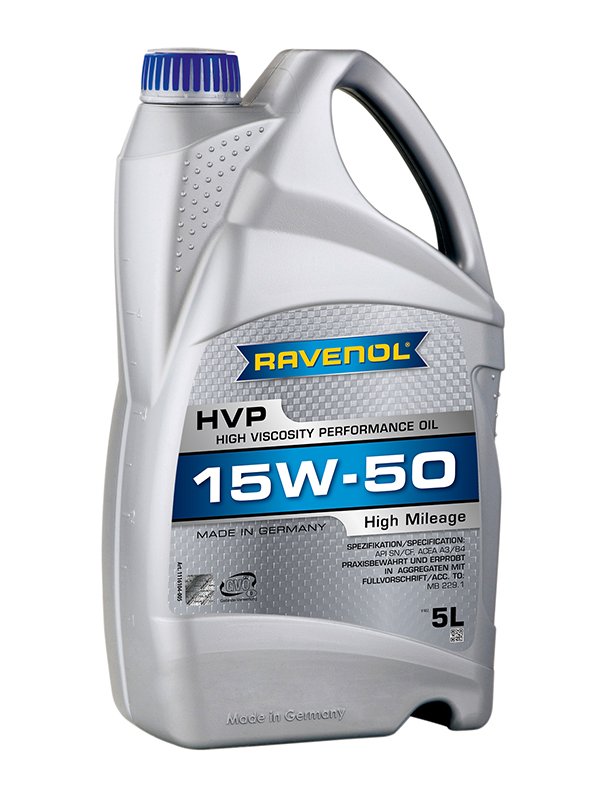 RAVENOL®
HVP
HIGH VISCOSITY PERFORMANCE OIL
15W-50
MADE IN GERMANY
High Mileage
SPEZIFIKATION/SPECIFICATION:
API SN/CF, ACEA A3/B4
PRAXISBEWÄHRT UND ERPROBT
IN AGGREGATEN MIT
FÜLLVORSCHRIFT/ACC. TO:
MB 229.1
5L
Made in Germany